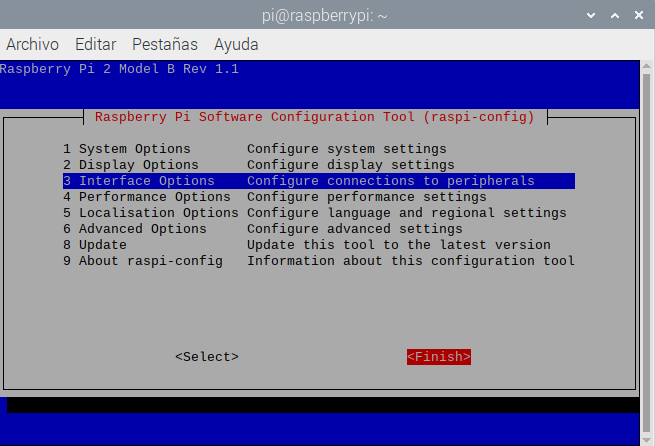 pi@raspberrypi: ~
Archivo Editar Pestañas Ayuda
Raspberry Pi 2 Model B Rev 1.1
Raspberry Pi Software Configuration Tool (raspi-config)
1 System Options Configure system settings
2 Display Options Configure display settings
3 Interface Options Configure connections to peripherals
4 Performance Options Configure performance settings
5 Localisation Options Configure language and regional settings
6 Advanced Options Configure advanced settings
8 Update Update this tool to the latest version
9 About raspi-config Information about this configuration tool
<Select> <Finish>